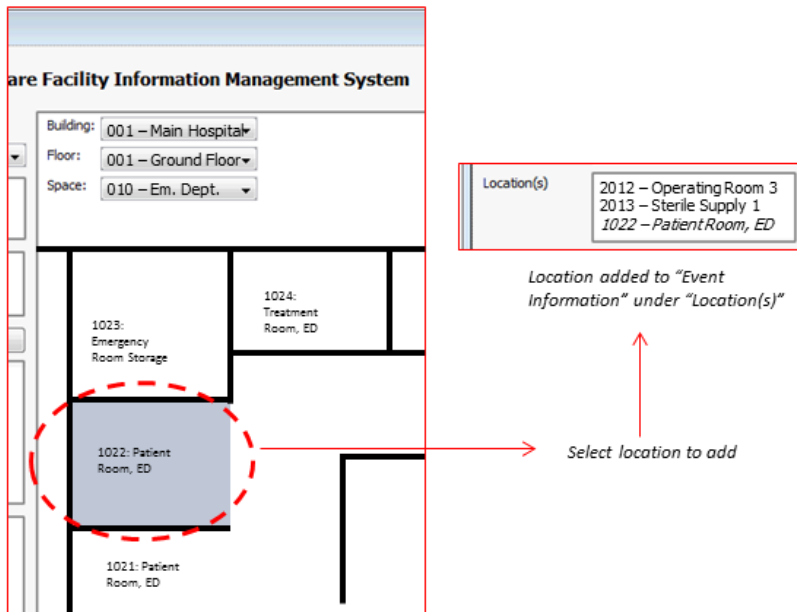 are Facility Information Management System
Building: 001 – Main Hospital
Floor: 001 – Ground Floor
Space: 010 – Em. Dept.
1023:
Emergency
Room Storage
1024:
Treatment
Room, ED
1022: Patient
Room, ED
1021: Patient
Room, ED
Location(s)
2012 – Operating Room 3
2013 – Sterile Supply 1
1022 – Patient Room, ED
Location added to “Event
Information” under “Location(s)”
Select location to add